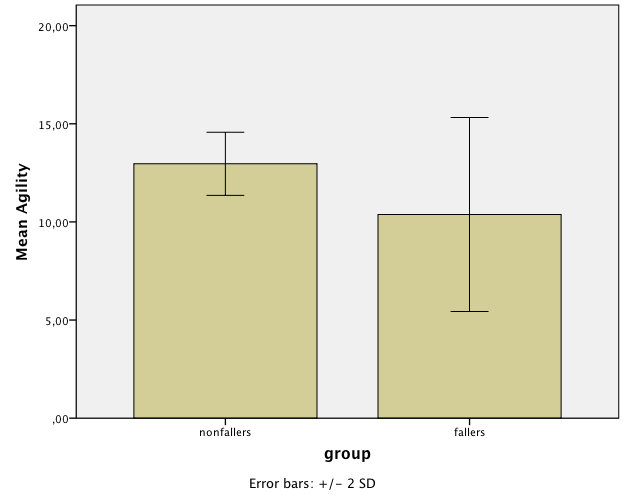 20,00
15,00
10,00
5,00
,00
Mean Agility
nonfallers
fallers
group
Error bars: +/- 2 SD